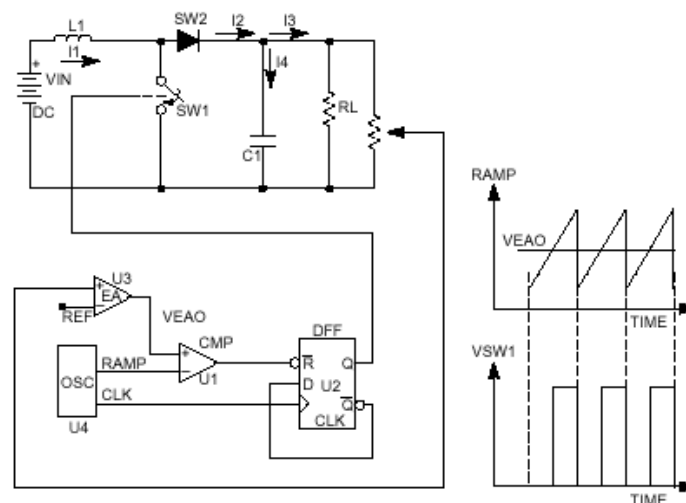 L1
SW2
I2
I3
I1
I4
+
VIN
DC
SW1
RL
C1
RAMP
VEAO
TIME
U3
+
EA
−
REF
VEAO
DFF
CMP
+
−
U1
R
Q
D
U2
Q
CLK
OSC
RAMP
CLK
U4
VSW1
TIME